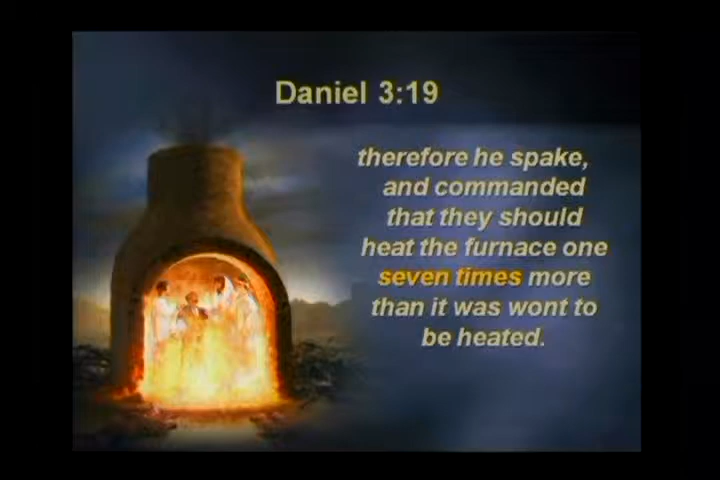 Daniel 3:19
therefore he spake,
and commanded
that they should
heat the furnace one
seven times more
than it was wont to
be heated.